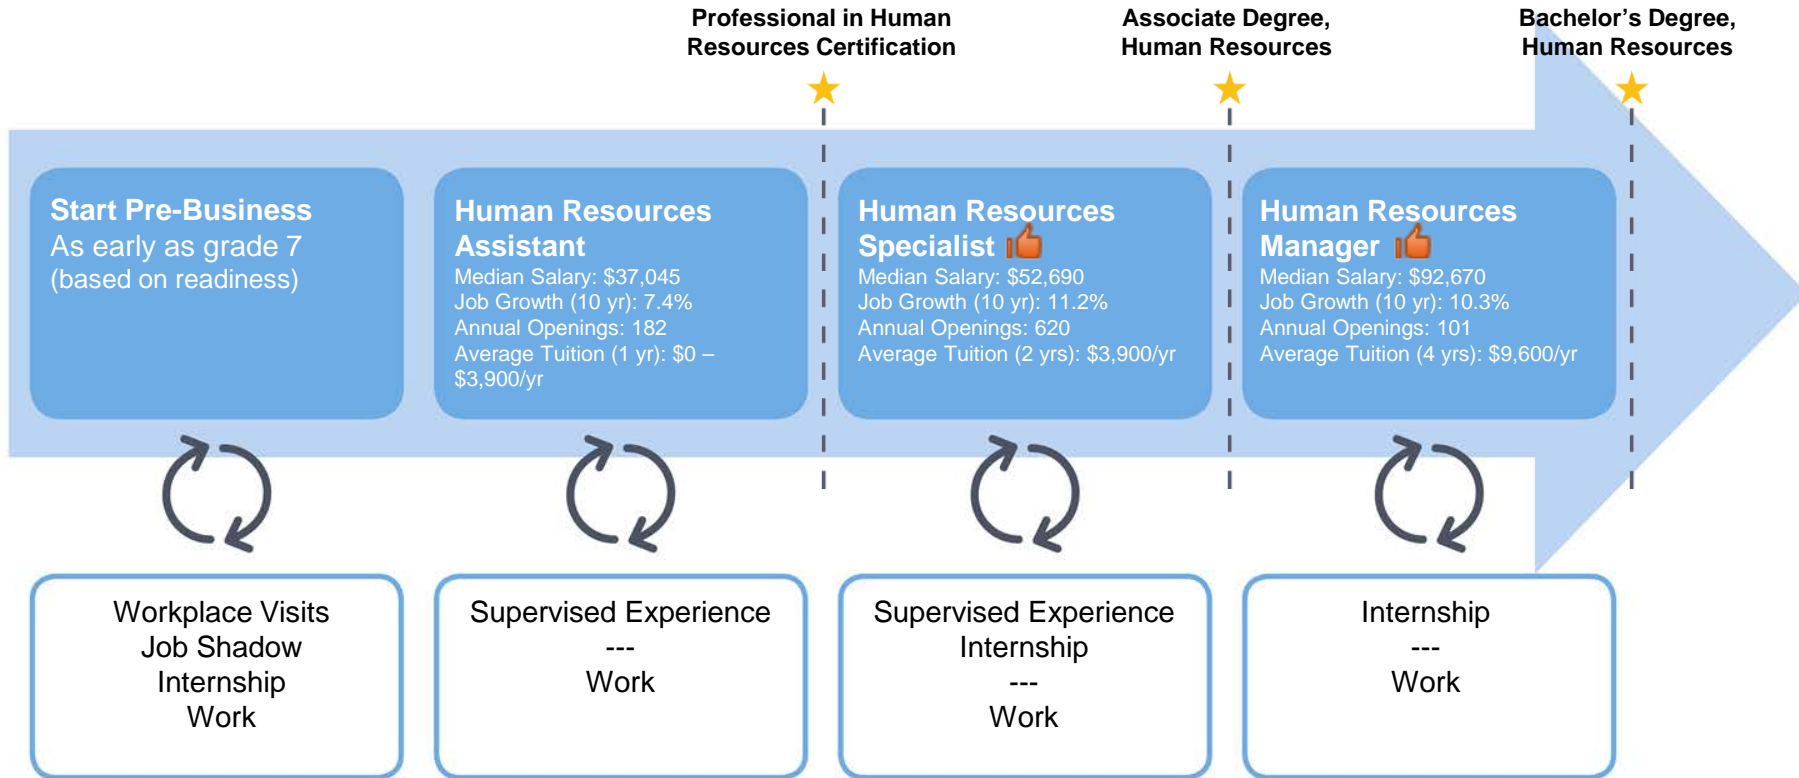 Professional in Human
Resources Certification
Associate Degree,
Human Resources
Bachelor’s Degree,
Human Resources
Start Pre-Business
As early as grade 7
(based on readiness)
Human Resources
Assistant
Median Salary: $37,045
Job Growth (10 yr): 7.4%
Annual Openings: 182
Average Tuition (1 yr): $0 –
$3,900/yr
Human Resources
Specialist
Median Salary: $52,690
Job Growth (10 yr): 11.2%
Annual Openings: 620
Average Tuition (2 yrs): $3,900/yr
Human Resources
Manager
Median Salary: $92,670
Job Growth (10 yr): 10.3%
Annual Openings: 101
Average Tuition (4 yrs): $9,600/yr
Workplace Visits
Job Shadow
Internship
Work
Supervised Experience
---
Work
Supervised Experience
Internship
---
Work
Internship
---
Work